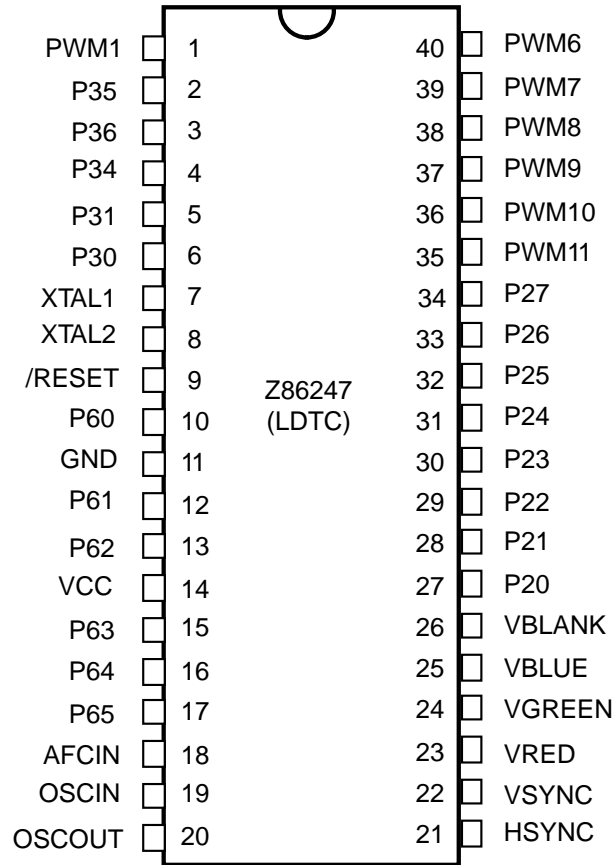 PWM1 1 40 PWM6
P35 2 39 PWM7
P36 3 38 PWM8
P34 4 37 PWM9
P31 5 36 PWM10
P30 6 35 PWM11
XTAL1 7 34 P27
XTAL2 8 33 P26
/RESET 9 32 P25
Z86247
(LDTC)
P60 10 31 P24
GND 11 30 P23
P61 12 29 P22
P62 13 28 P21
VCC 14 27 P20
P63 15 26 VBLANK
P64 16 25 VBLUE
P65 17 24 VGREEN
AFCIN 18 23 VRED
OSCIN 19 22 VSYNC
OSCOUT 20 21 HSYNC